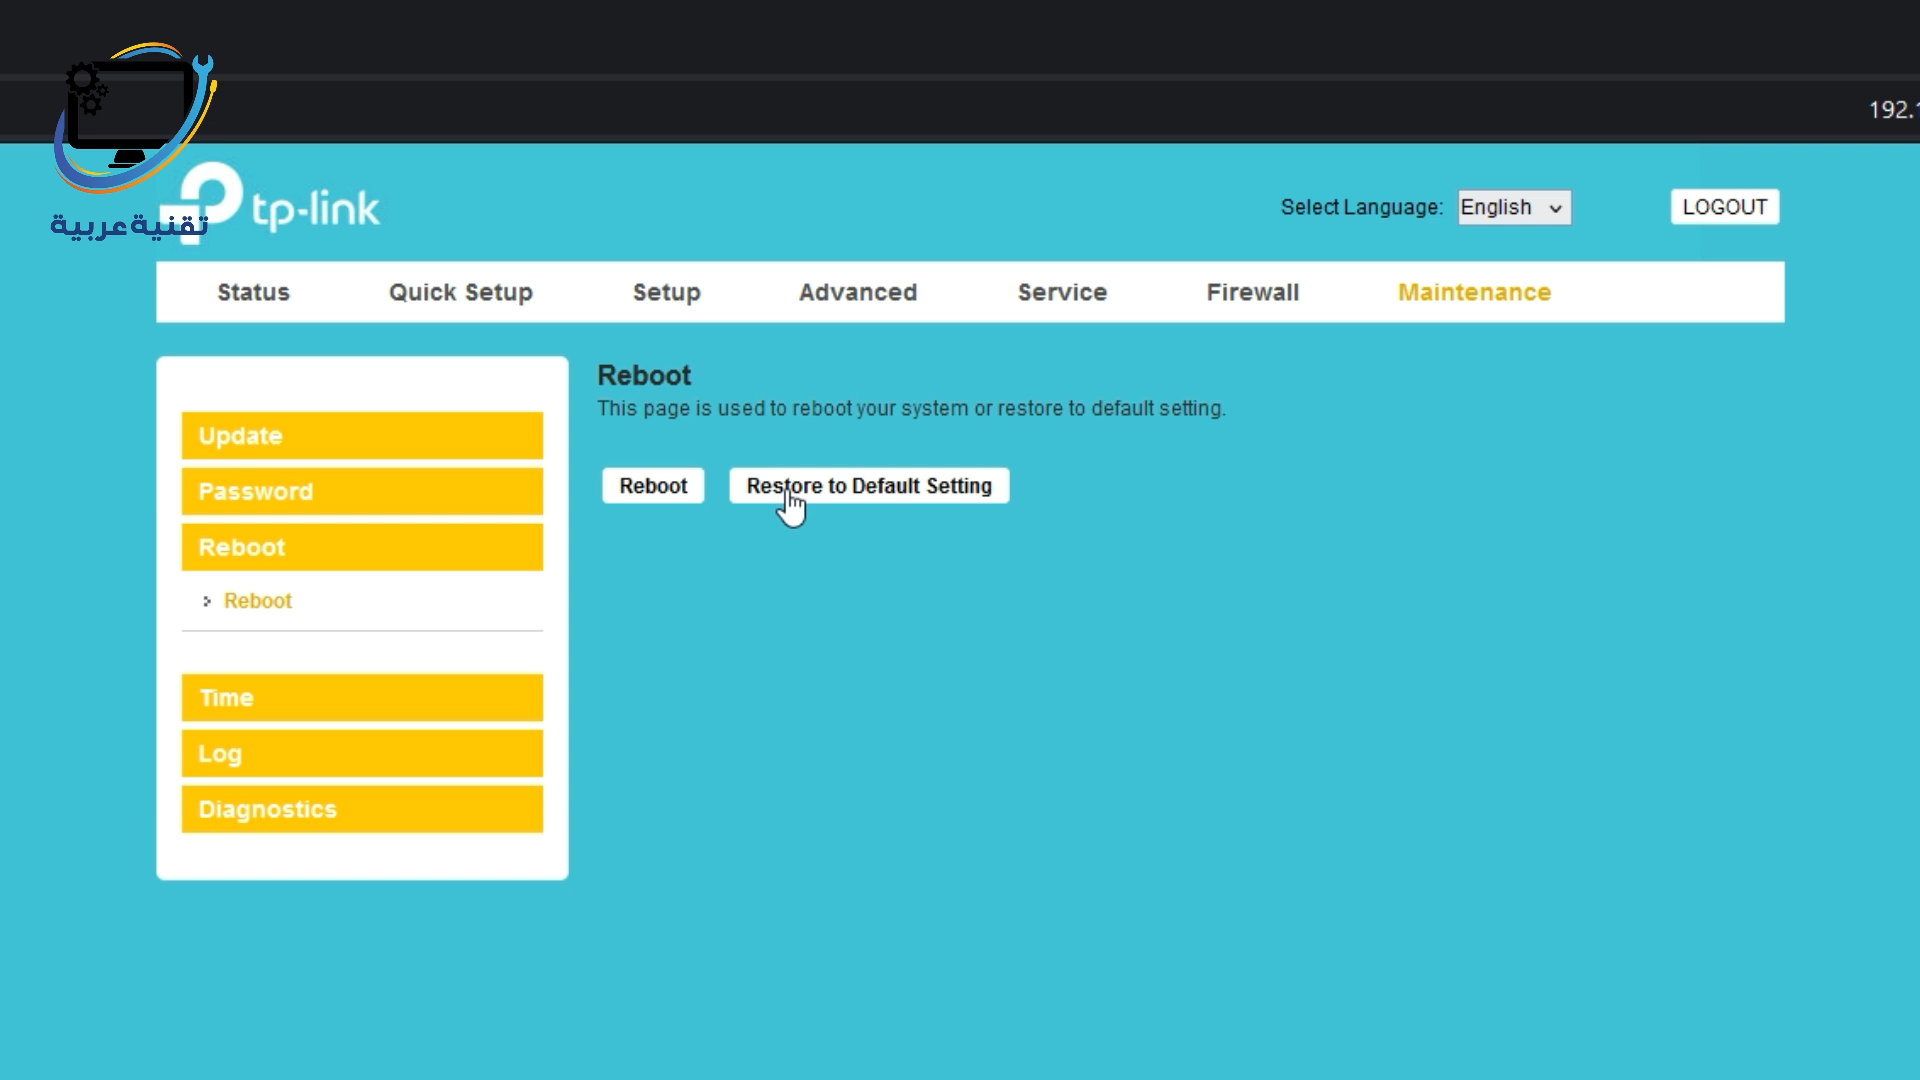 192.1
تقنية عربية
tp-link
Select Language: English
LOGOUT
Status Quick Setup Setup Advanced Service Firewall Maintenance
Update
Password
Reboot
Reboot
Time
Log
Diagnostics
Reboot
This page is used to reboot your system or restore to default setting.
Reboot Restore to Default Setting